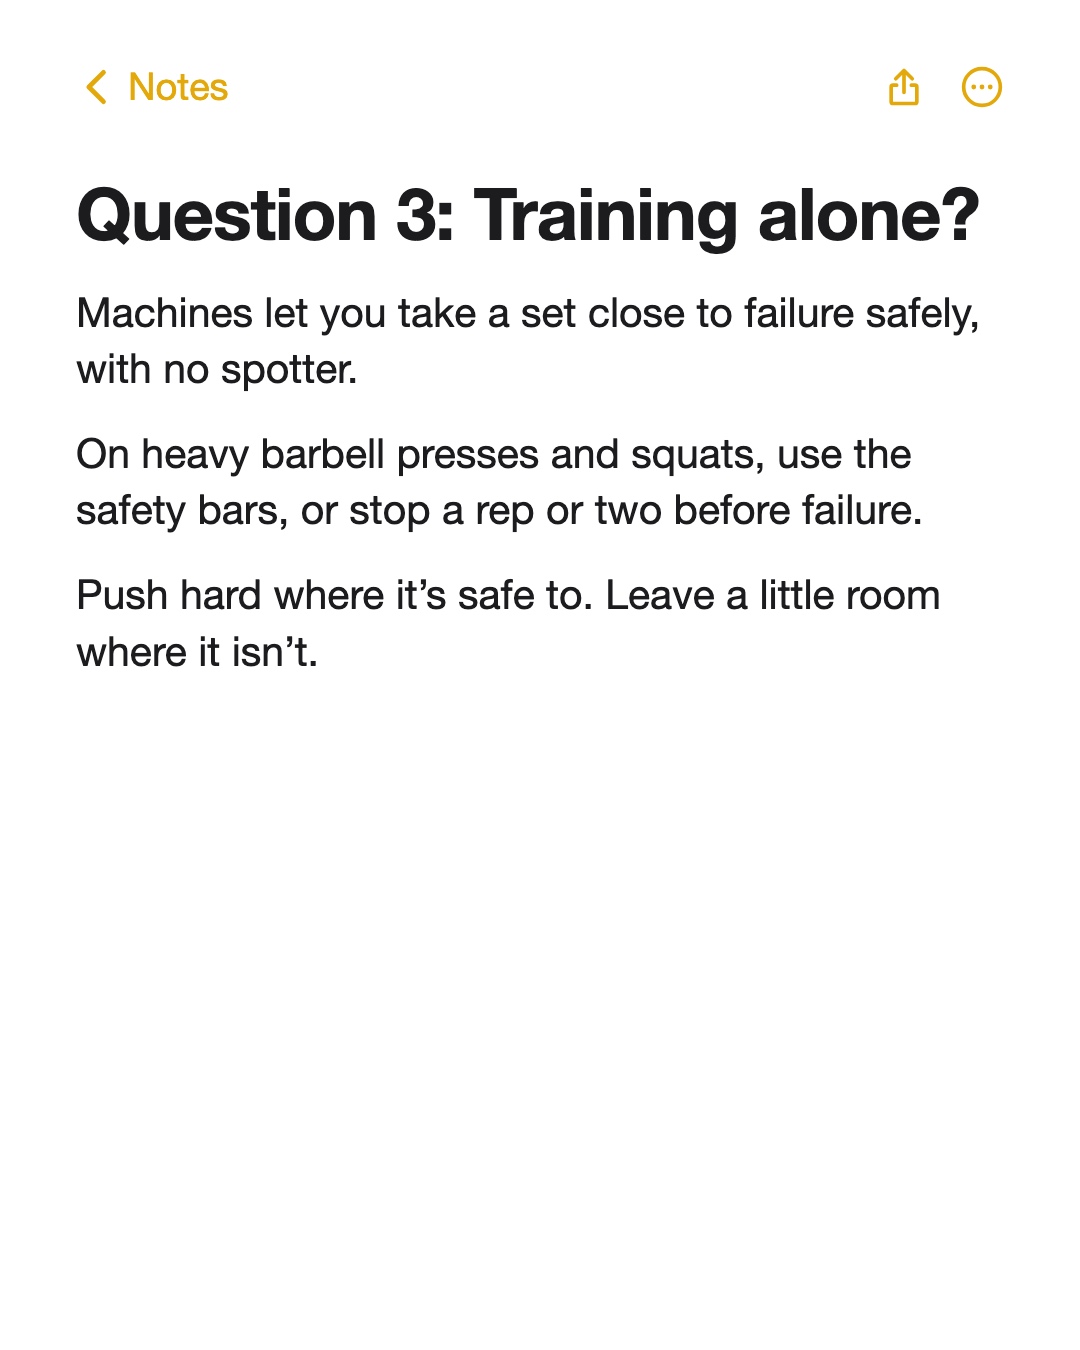 Notes
Question 3: Training alone?
Machines let you take a set close to failure safely,
with no spotter.
On heavy barbell presses and squats, use the
safety bars, or stop a rep or two before failure.
Push hard where it’s safe to. Leave a little room
where it isn’t.